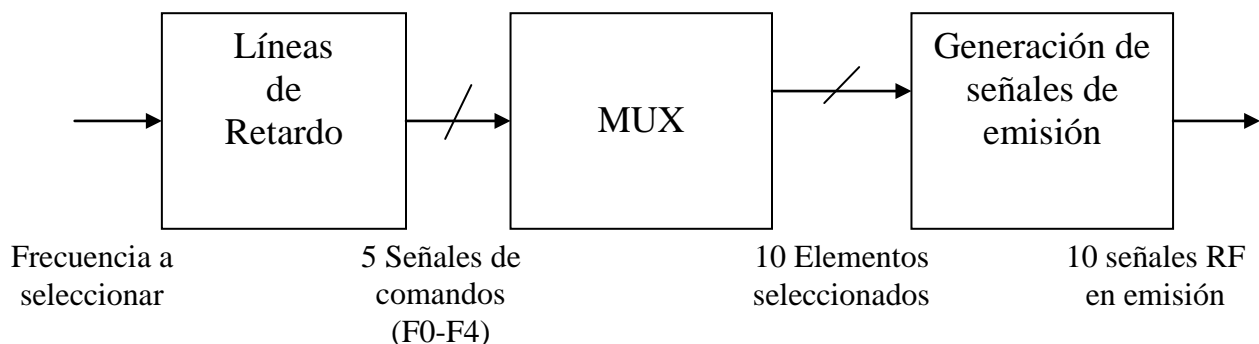 Líneas
de
Retardo
MUX
Generación de
señales de
emisión
Frecuencia a
seleccionar
5 Señales de
comandos
(F0-F4)
10 Elementos
seleccionados
10 señales RF
en emisión